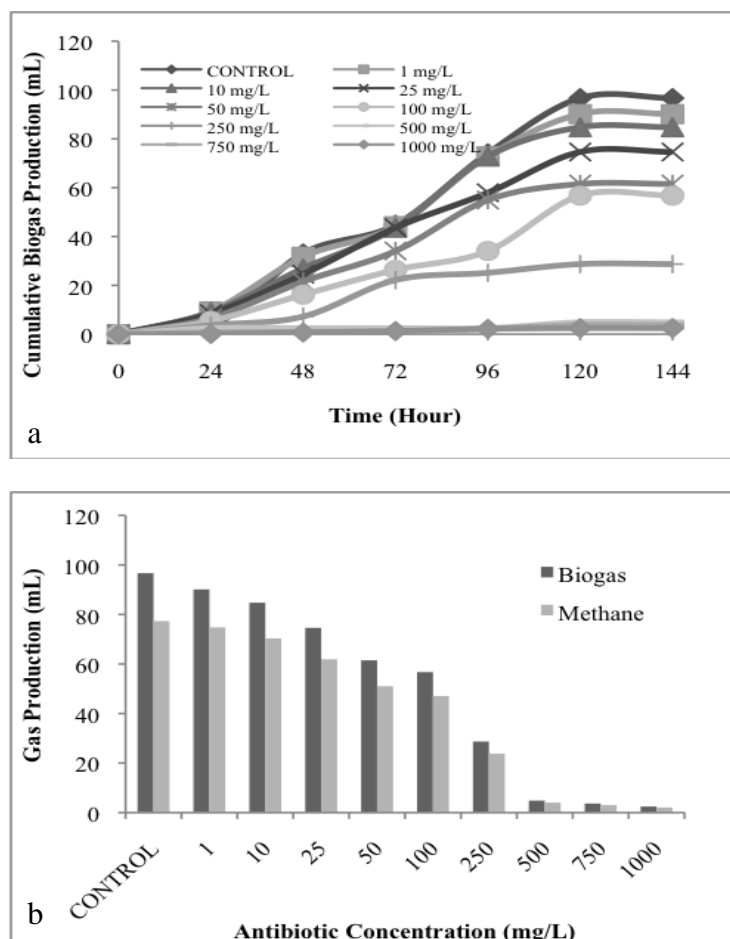 120
100
80
60
40
20
0
Cumulative Biogas Production (mL)
CONTROL 1 mg/L
10 mg/L 25 mg/L
50 mg/L 100 mg/L
250 mg/L 500 mg/L
750 mg/L 1000 mg/L
0 24 48 72 96 120 144
Time (Hour)
a
120
100
80
60
40
20
0
Gas Production (mL)
Biogas
Methane
CONTROL 1 10 25 50 100 250 500 750 1000
b
Antibiotic Concentration (mg/L)